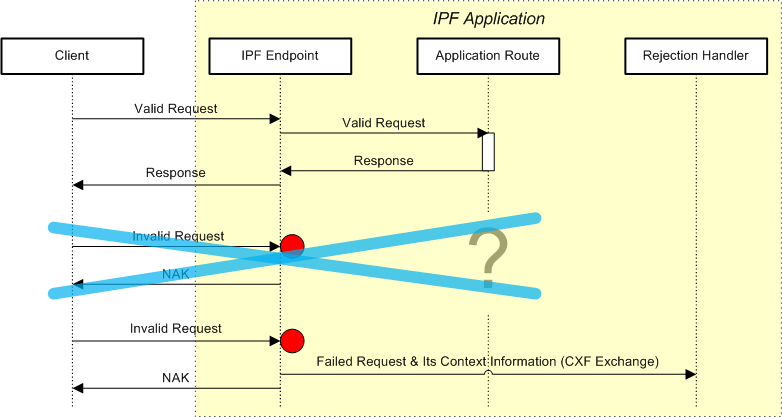 IPF Application
Client
IPF Endpoint
Application Route
Rejection Handler
Valid Request
Valid Request
Response
Response
Invalid Request
?
NAK
Invalid Request
Failed Request & Its Context Information (CXF Exchange)
NAK